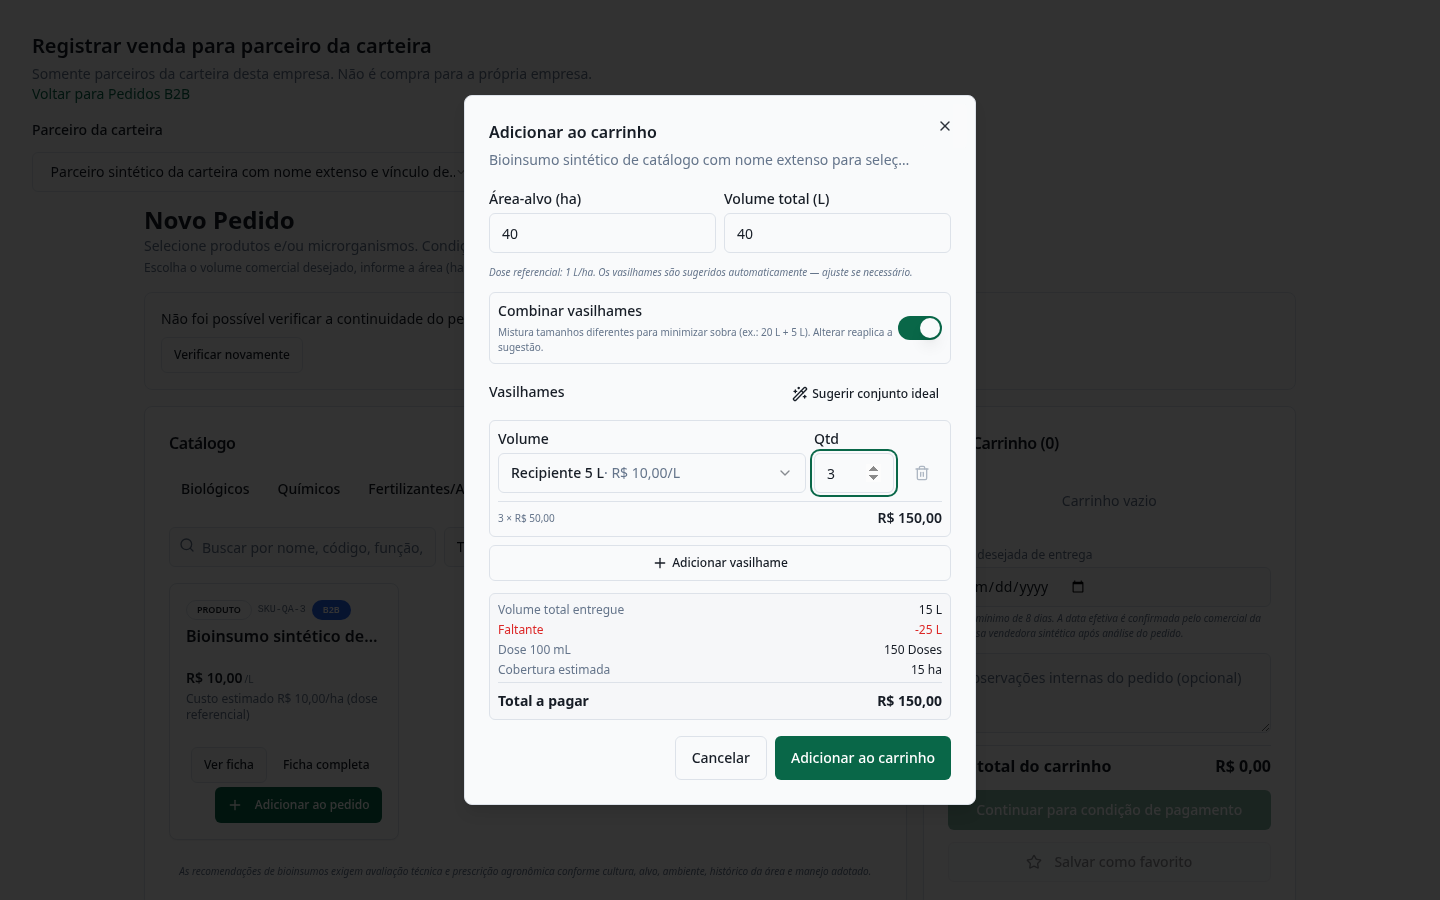 Registrar venda para parceiro da carteira
Somente parceiros da carteira desta empresa. Não é compra para a própria empresa.
Voltar para Pedidos B2B
Parceiro da carteira
Parceiro sintético da carteira com nome extenso e vínculo de..
Novo Pedido
Selecione produtos e/ou microrganismos. Condiç
Escolha o volume comercial desejado, informe a área (ha
Não foi possível verificar a continuidade do pe
Verificar novamente
Catálogo
Biológicos Químicos Fertilizantes/A
Buscar por nome, código, função, T
PRODUTO SKU-QA-3 B2B
Bioinsumo sintético de...
R$ 10,00 /L
Custo estimado R$ 10,00/ha (dose
referencial)
Ver ficha Ficha completa
Adicionar ao pedido
As recomendações de bioinsumos exigem avaliação técnica e prescrição agronômica conforme cultura, alvo, ambiente, histórico da área e manejo adotado.
Adicionar ao carrinho
Bioinsumo sintético de catálogo com nome extenso para seleç...
Área-alvo (ha) Volume total (L)
40 40
Dose referencial: 1 L/ha. Os vasilhames são sugeridos automaticamente — ajuste se necessário.
Combinar vasilhames
Mistura tamanhos diferentes para minimizar sobra (ex.: 20 L + 5 L). Alterar reaplica a
sugestão.
Vasilhames Sugerir conjunto ideal
Volume Qtd
Recipiente 5 L · R$ 10,00/L 3
3 × R$ 50,00 R$ 150,00
Adicionar vasilhame
Volume total entregue 15 L
Faltante -25 L
Dose 100 mL 150 Doses
Cobertura estimada 15 ha
Total a pagar R$ 150,00
Cancelar Adicionar ao carrinho
Carrinho (0)
Carrinho vazio
desejada de entrega
m/dd/yyyy
mínimo de 8 dias. A data efetiva é confirmada pelo comercial da
sa vendedora sintética após análise do pedido.
servações internas do pedido (opcional)
total do carrinho R$ 0,00
Continuar para condição de pagamento
Salvar como favorito